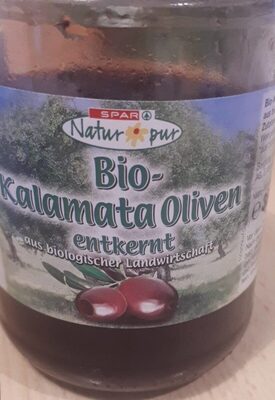 SPAR
Natur pur
Bio-
Kalamata Oliven
entkernt
aus biologischer Landwirtschaft